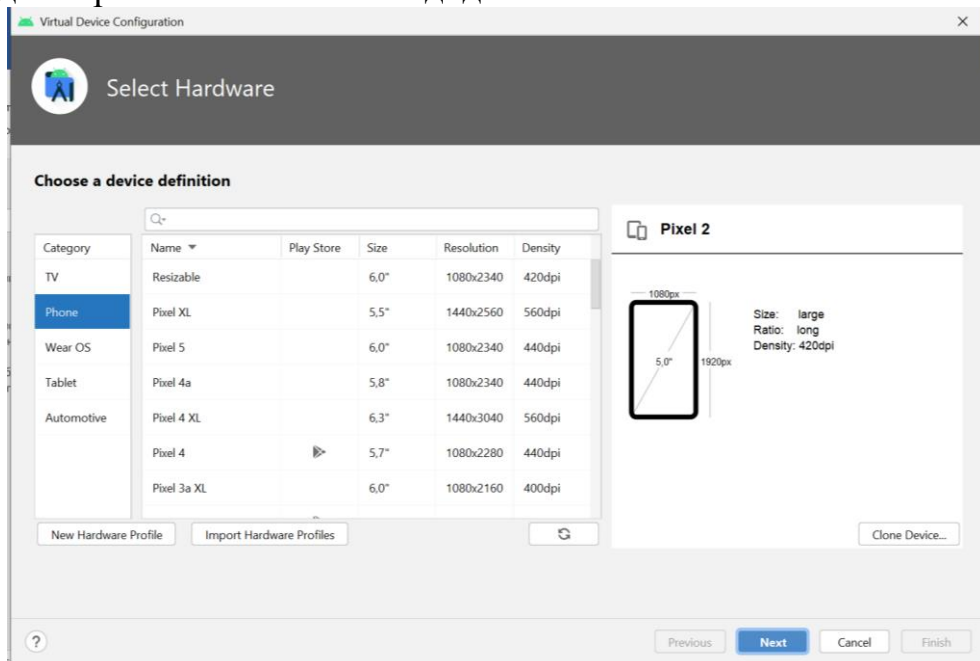 Virtual Device Configuration
Select Hardware
Choose a device definition
Category
TV
Phone
Wear OS
Tablet
Automotive
Name Play Store Size Resolution Density
Resizable 6,0" 1080x2340 420dpi
Pixel XL 5,5" 1440x2560 560dpi
Pixel 5 6,0" 1080x2340 440dpi
Pixel 4a 5,8" 1080x2340 440dpi
Pixel 4 XL 6,3" 1440x3040 560dpi
Pixel 4 5,7" 1080x2280 440dpi
Pixel 3a XL 6,0" 1080x2160 400dpi
New Hardware Profile Import Hardware Profiles
Pixel 2
1080px
5,0" 1920px
Size: large
Ratio: long
Density: 420dpi
Clone Device...
? Previous Next Cancel Finish